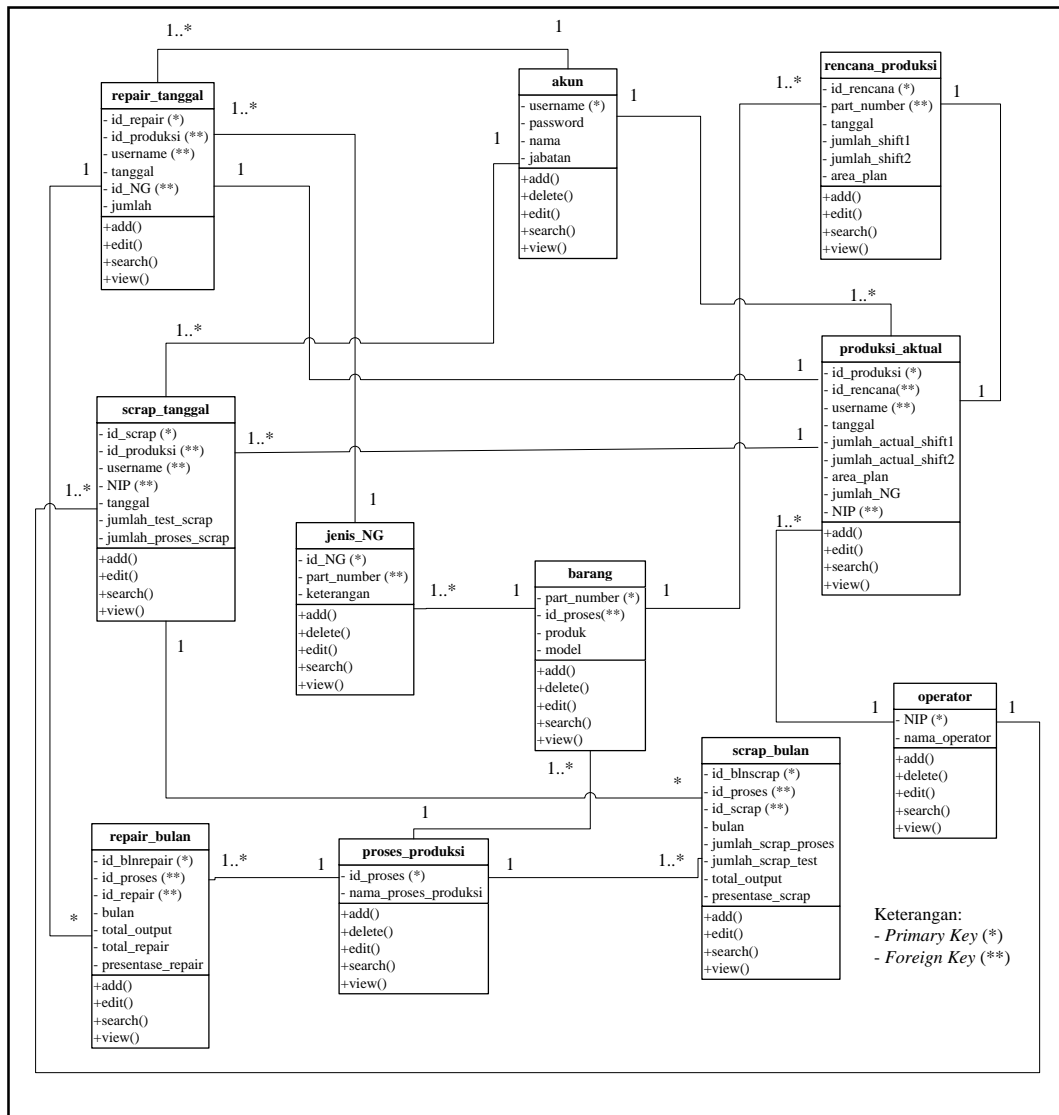 1..*
1
repair_tanggal
- id_repair (*)
- id_produksi (**)
- username (**)
- tanggal
- id_NG (**)
- jumlah
+add()
+edit()
+search()
+view()
1..*
1
1
akun
- username (*)
- password
- nama
- jabatan
+add()
+delete()
+edit()
+search()
+view()
1
1
rencana_produksi
- id_rencana (*)
- part_number (**)
- tanggal
- jumlah_shift1
- jumlah_shift2
- area_plan
+add()
+edit()
+search()
+view()
1..*
1
1..*
1..*
produksi_aktual
- id_produksi (*)
- id_rencana(**)
- username (**)
- tanggal
- jumlah_actual_shift1
- jumlah_actual_shift2
- area_plan
- jumlah_NG
- NIP (**)
+add()
+edit()
+search()
+view()
1
1
1
1..*
scrap_tanggal
- id_scrap (*)
- id_produksi (**)
- username (**)
- NIP (**)
- tanggal
- jumlah_test_scrap
- jumlah_proses_scrap
+add()
+edit()
+search()
+view()
1..*
1..*
1
1
jenis_NG
- id_NG (*)
- part_number (**)
- keterangan
+add()
+delete()
+edit()
+search()
+view()
1..*
1
barang
- part_number (*)
- id_proses(**)
- produk
- model
+add()
+delete()
+edit()
+search()
+view()
1
1..*
operator
- NIP (*)
- nama_operator
+add()
+delete()
+edit()
+search()
+view()
1
1
scrap_bulan
- id_blnscrap (*)
- id_proses (**)
- id_scrap (**)
- bulan
- jumlah_scrap_proses
- jumlah_scrap_test
- total_output
- presentase_scrap
+add()
+edit()
+search()
+view()
*
1..*
repair_bulan
- id_blnrepair (*)
- id_proses (**)
- id_repair (**)
- bulan
- total_output
- total_repair
- presentase_repair
+add()
+edit()
+search()
+view()
*
1..*
1
proses_produksi
- id_proses (*)
- nama_proses_produksi
+add()
+delete()
+edit()
+search()
+view()
1
1
Keterangan:
- Primary Key (*)
- Foreign Key (**)